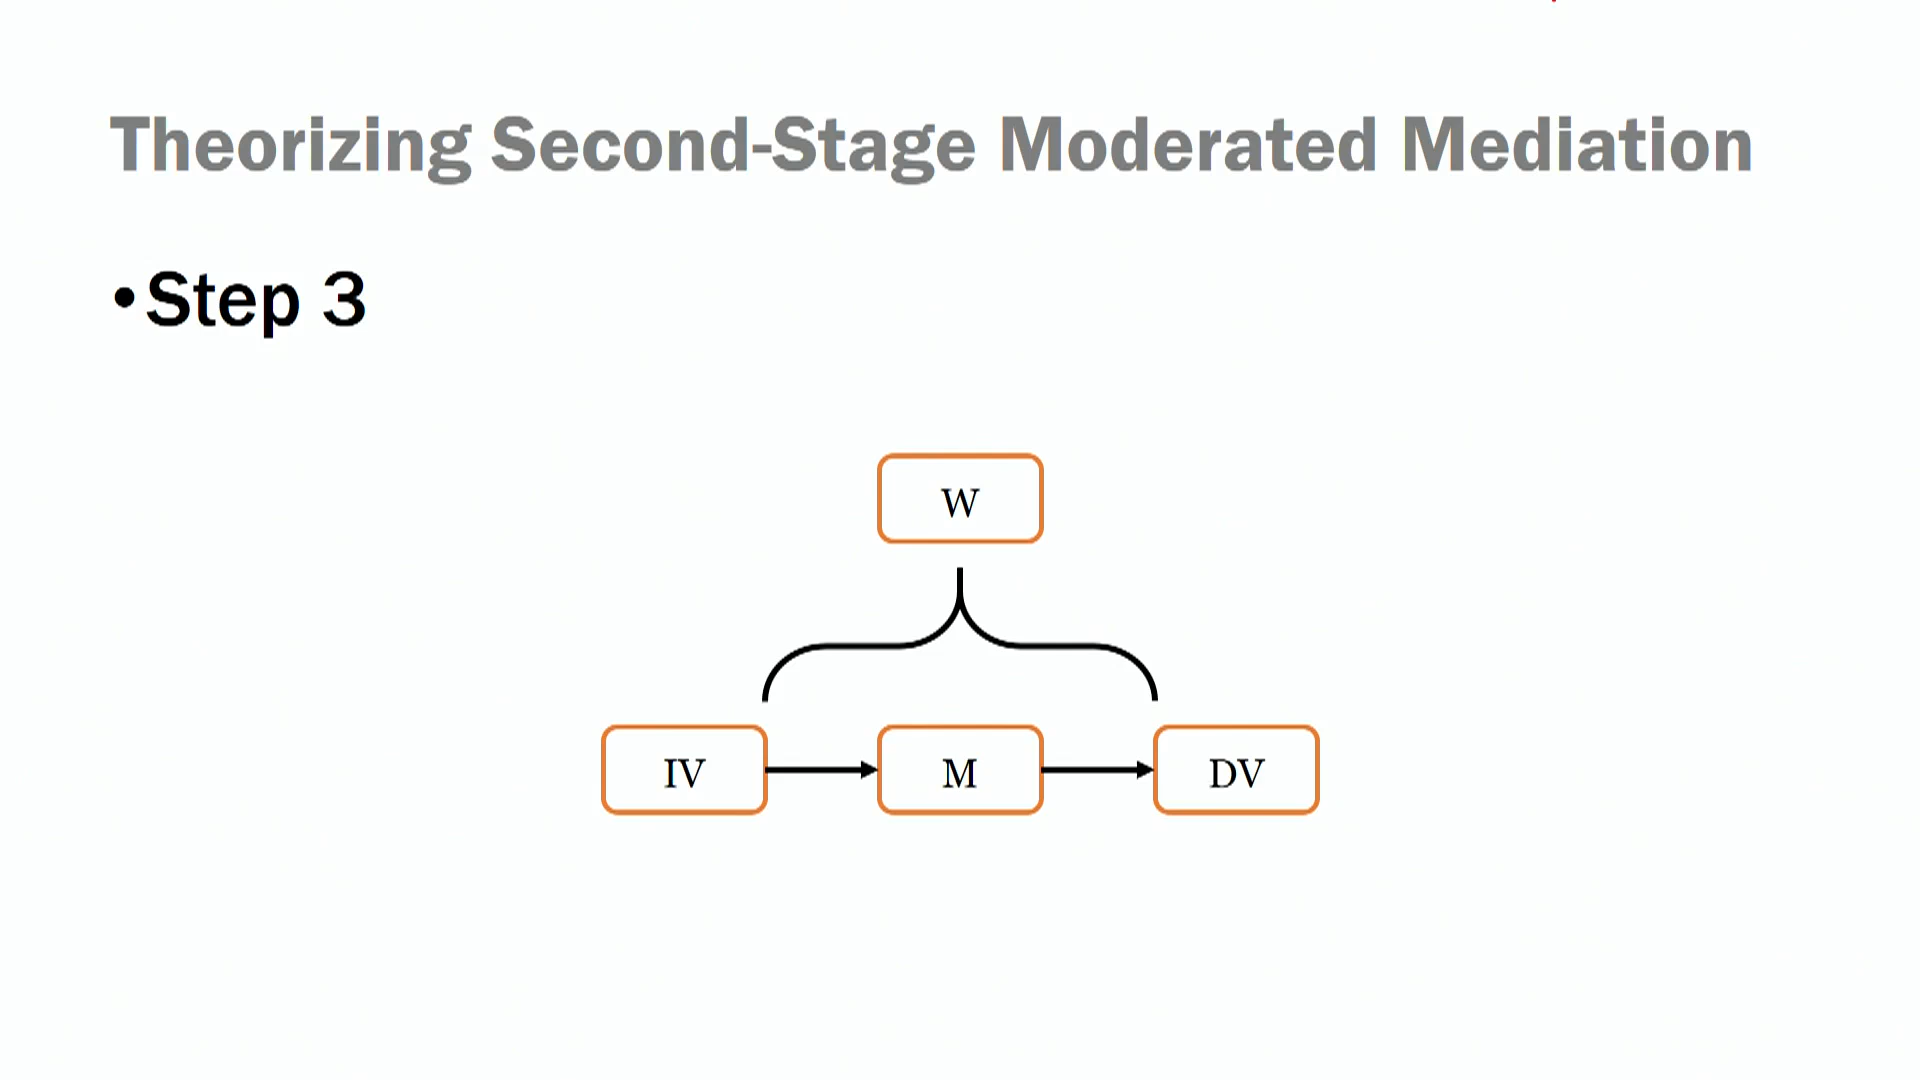 Theorizing Second-Stage Moderated Mediation
•Step 3
W
IV
M
DV